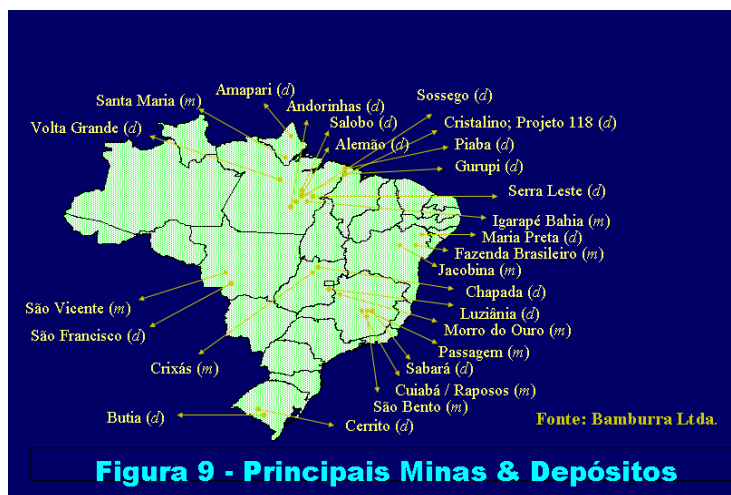 Amapari (d)
Santa Maria (m)
Andorinhas (d)
Sossego (d)
Salobo (d)
Cristalino; Projeto 118 (d)
Volta Grande (d)
Alemão (d)
Piaba (d)
Gurupi (d)
Serra Leste (d)
Igarapé Bahia (m)
Maria Preta (d)
Fazenda Brasileiro (m)
Jacobina (m)
Chapada (d)
São Vicente (m)
Luziânia (d)
São Francisco (d)
Morro do Ouro (m)
Passagem (m)
Crixás (m)
Sabará (d)
Cuiabá / Raposos (m)
São Bento (m)
Butia (d)
Cerrito (d)
Fonte: Bamburra Ltda.
Figura 9 - Principais Minas & Depósitos